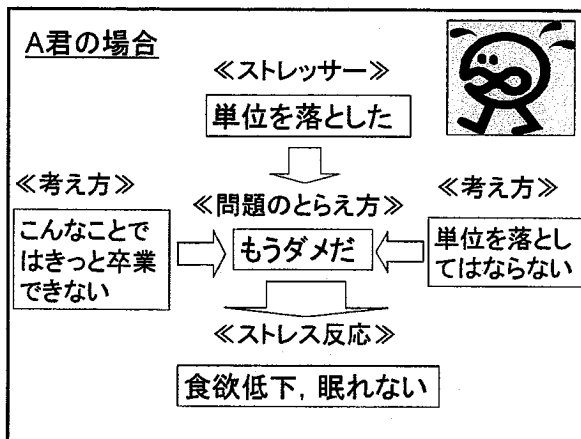 A君の場合
≪ストレッサー≫
単位を落とした
≪考え方≫
こんなことで
はきっと卒業
できない
≪問題のとらえ方≫
もうダメだ
≪考え方≫
単位を落とし
てはならない
≪ストレス反応≫
食欲低下，眠れない